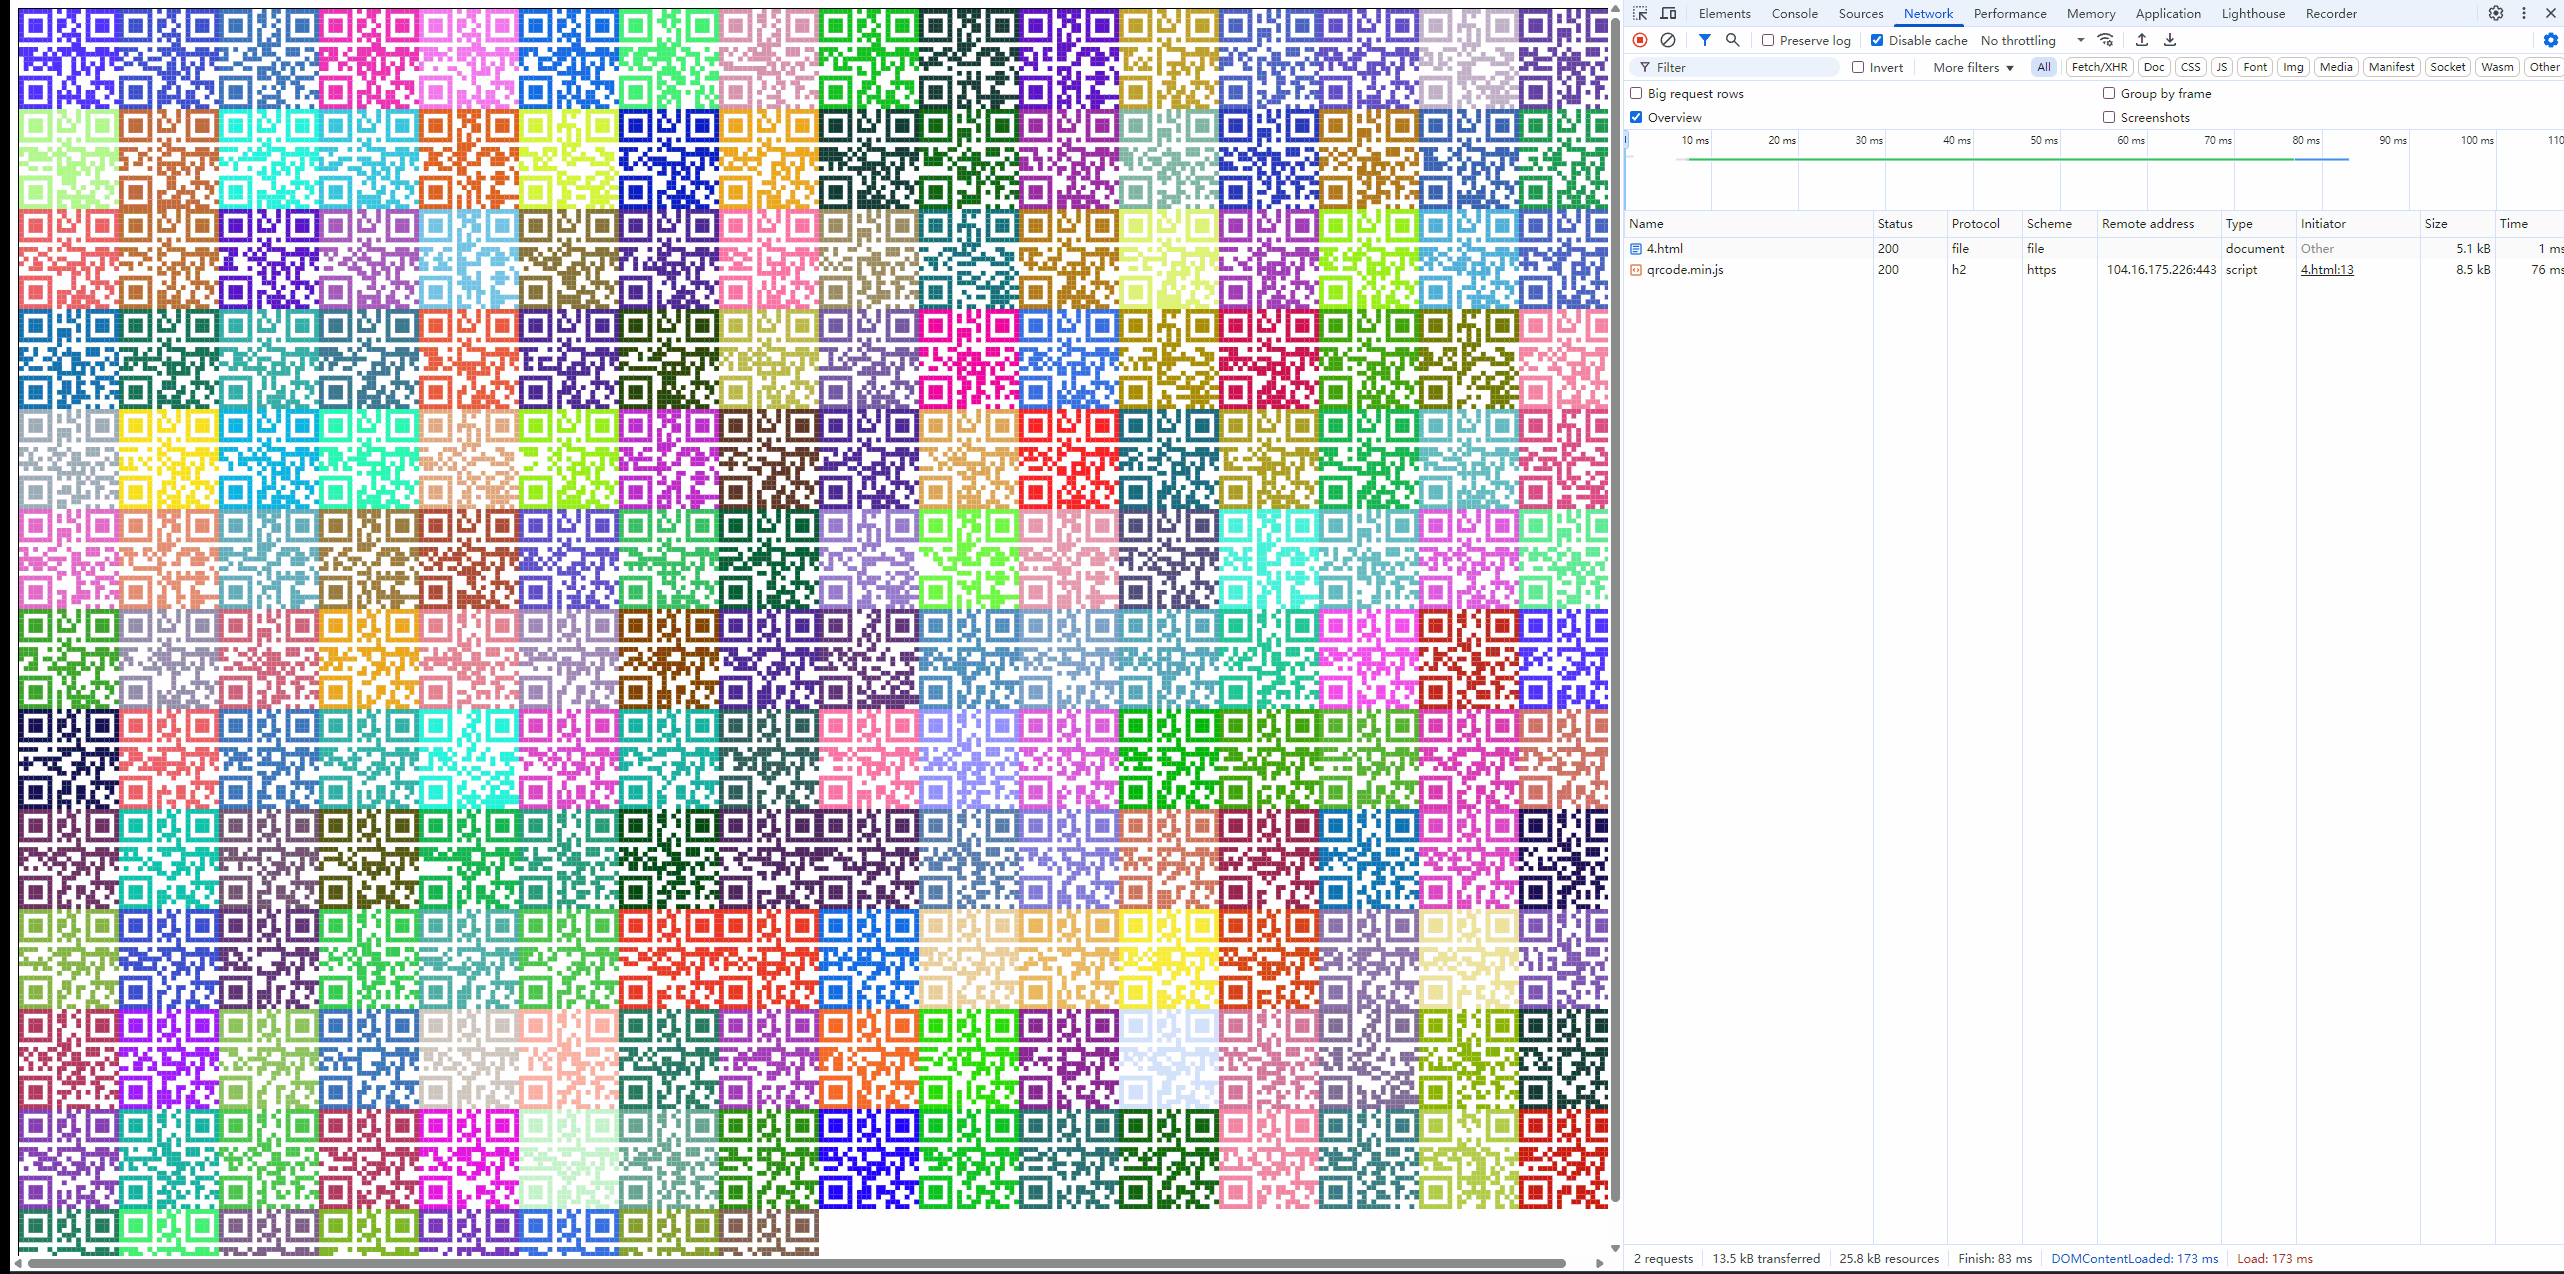 Elements Console Sources Network Performance Memory Application Lighthouse Recorder
Preserve log Disable cache No throttling
Filter Invert More filters All Fetch/XHR Doc CSS JS Font Img Media Manifest Socket Wasm Other
Big request rows Group by frame
Overview Screenshots
10 ms 20 ms 30 ms 40 ms 50 ms 60 ms 70 ms 80 ms 90 ms 100 ms 110
Name Status Protocol Scheme Remote address Type Initiator Size Time
4.html 200 file file document Other 5.1 kB 1 ms
qrcode.min.js 200 h2 https 104.16.175.226:443 script 4.html:13 8.5 kB 76 ms
2 requests 13.5 kB transferred 25.8 kB resources Finish: 83 ms DOMContentLoaded: 173 ms Load: 173 ms